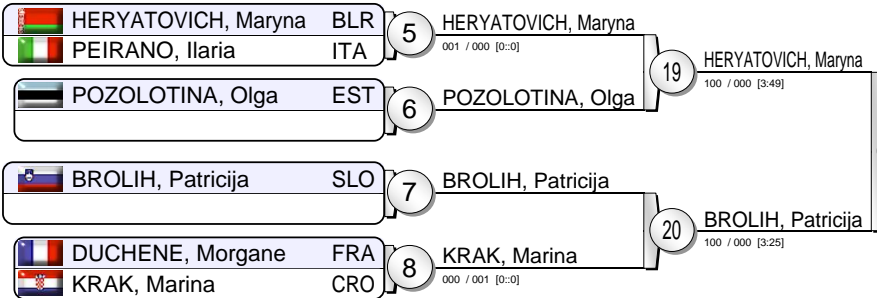 HERYATOVICH, Maryna BLR
PEIRANO, Ilaria ITA
5
HERYATOVICH, Maryna
001 / 000 [0::0]
POZOLOTINA, Olga EST
6
POZOLOTINA, Olga
19
HERYATOVICH, Maryna
100 / 000 [3:49]
BROLIH, Patricija SLO
7
BROLIH, Patricija
DUCHENE, Morgane FRA
KRAK, Marina CRO
8
KRAK, Marina
000 / 001 [0::0]
20
BROLIH, Patricija
100 / 000 [3:25]